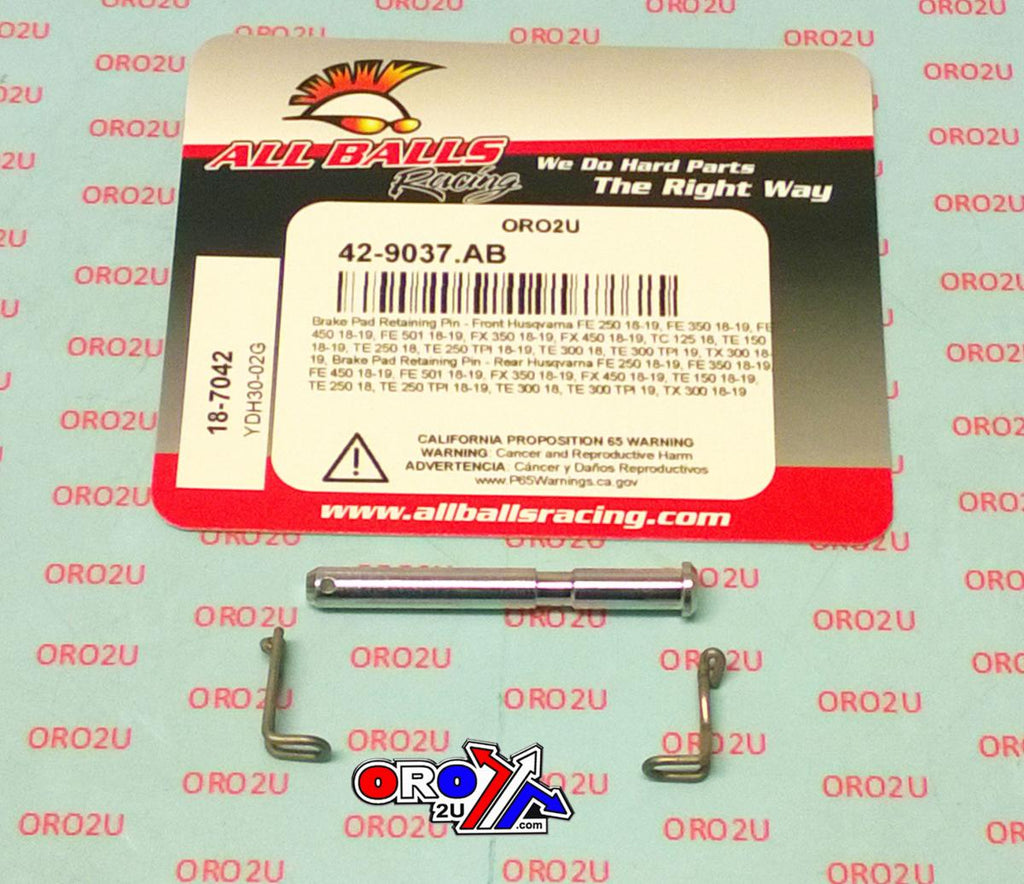 ALL BALLS
Racing
We Do Hard Parts
The Right Way
ORO2U
42-9037.AB
Brake Pad Retaining Pin - Front Husqvarna FE 250 18-19, FE 350 18-19, FE
450 18-19, FE 501 18-19, FX 350 18-19, FX 450 18-19, TC 125 18, TE 150
18-19, TE 250 18, TE 250 TPI 18-19, TE 300 18, TE 300 TPI 19, TX 300 18-
19, Brake Pad Retaining Pin - Rear Husqvarna FE 250 18-19, FE 350 18-19,
FE 450 18-19, FE 501 18-19, FX 350 18-19, FX 450 18-19, TE 150 18-19,
TE 250 18, TE 250 TPI 18-19, TE 300 18, TE 300 TPI 19, TX 300 18-19
18-7042
YDH30-02G
CALIFORNIA PROPOSITION 65 WARNING
WARNING: Cancer and Reproductive Harm
ADVERTENCIA: Cáncer y Daños Reproductivos
www.P65Warnings.ca.gov
www.allballsracing.com
ORO
2U
.com